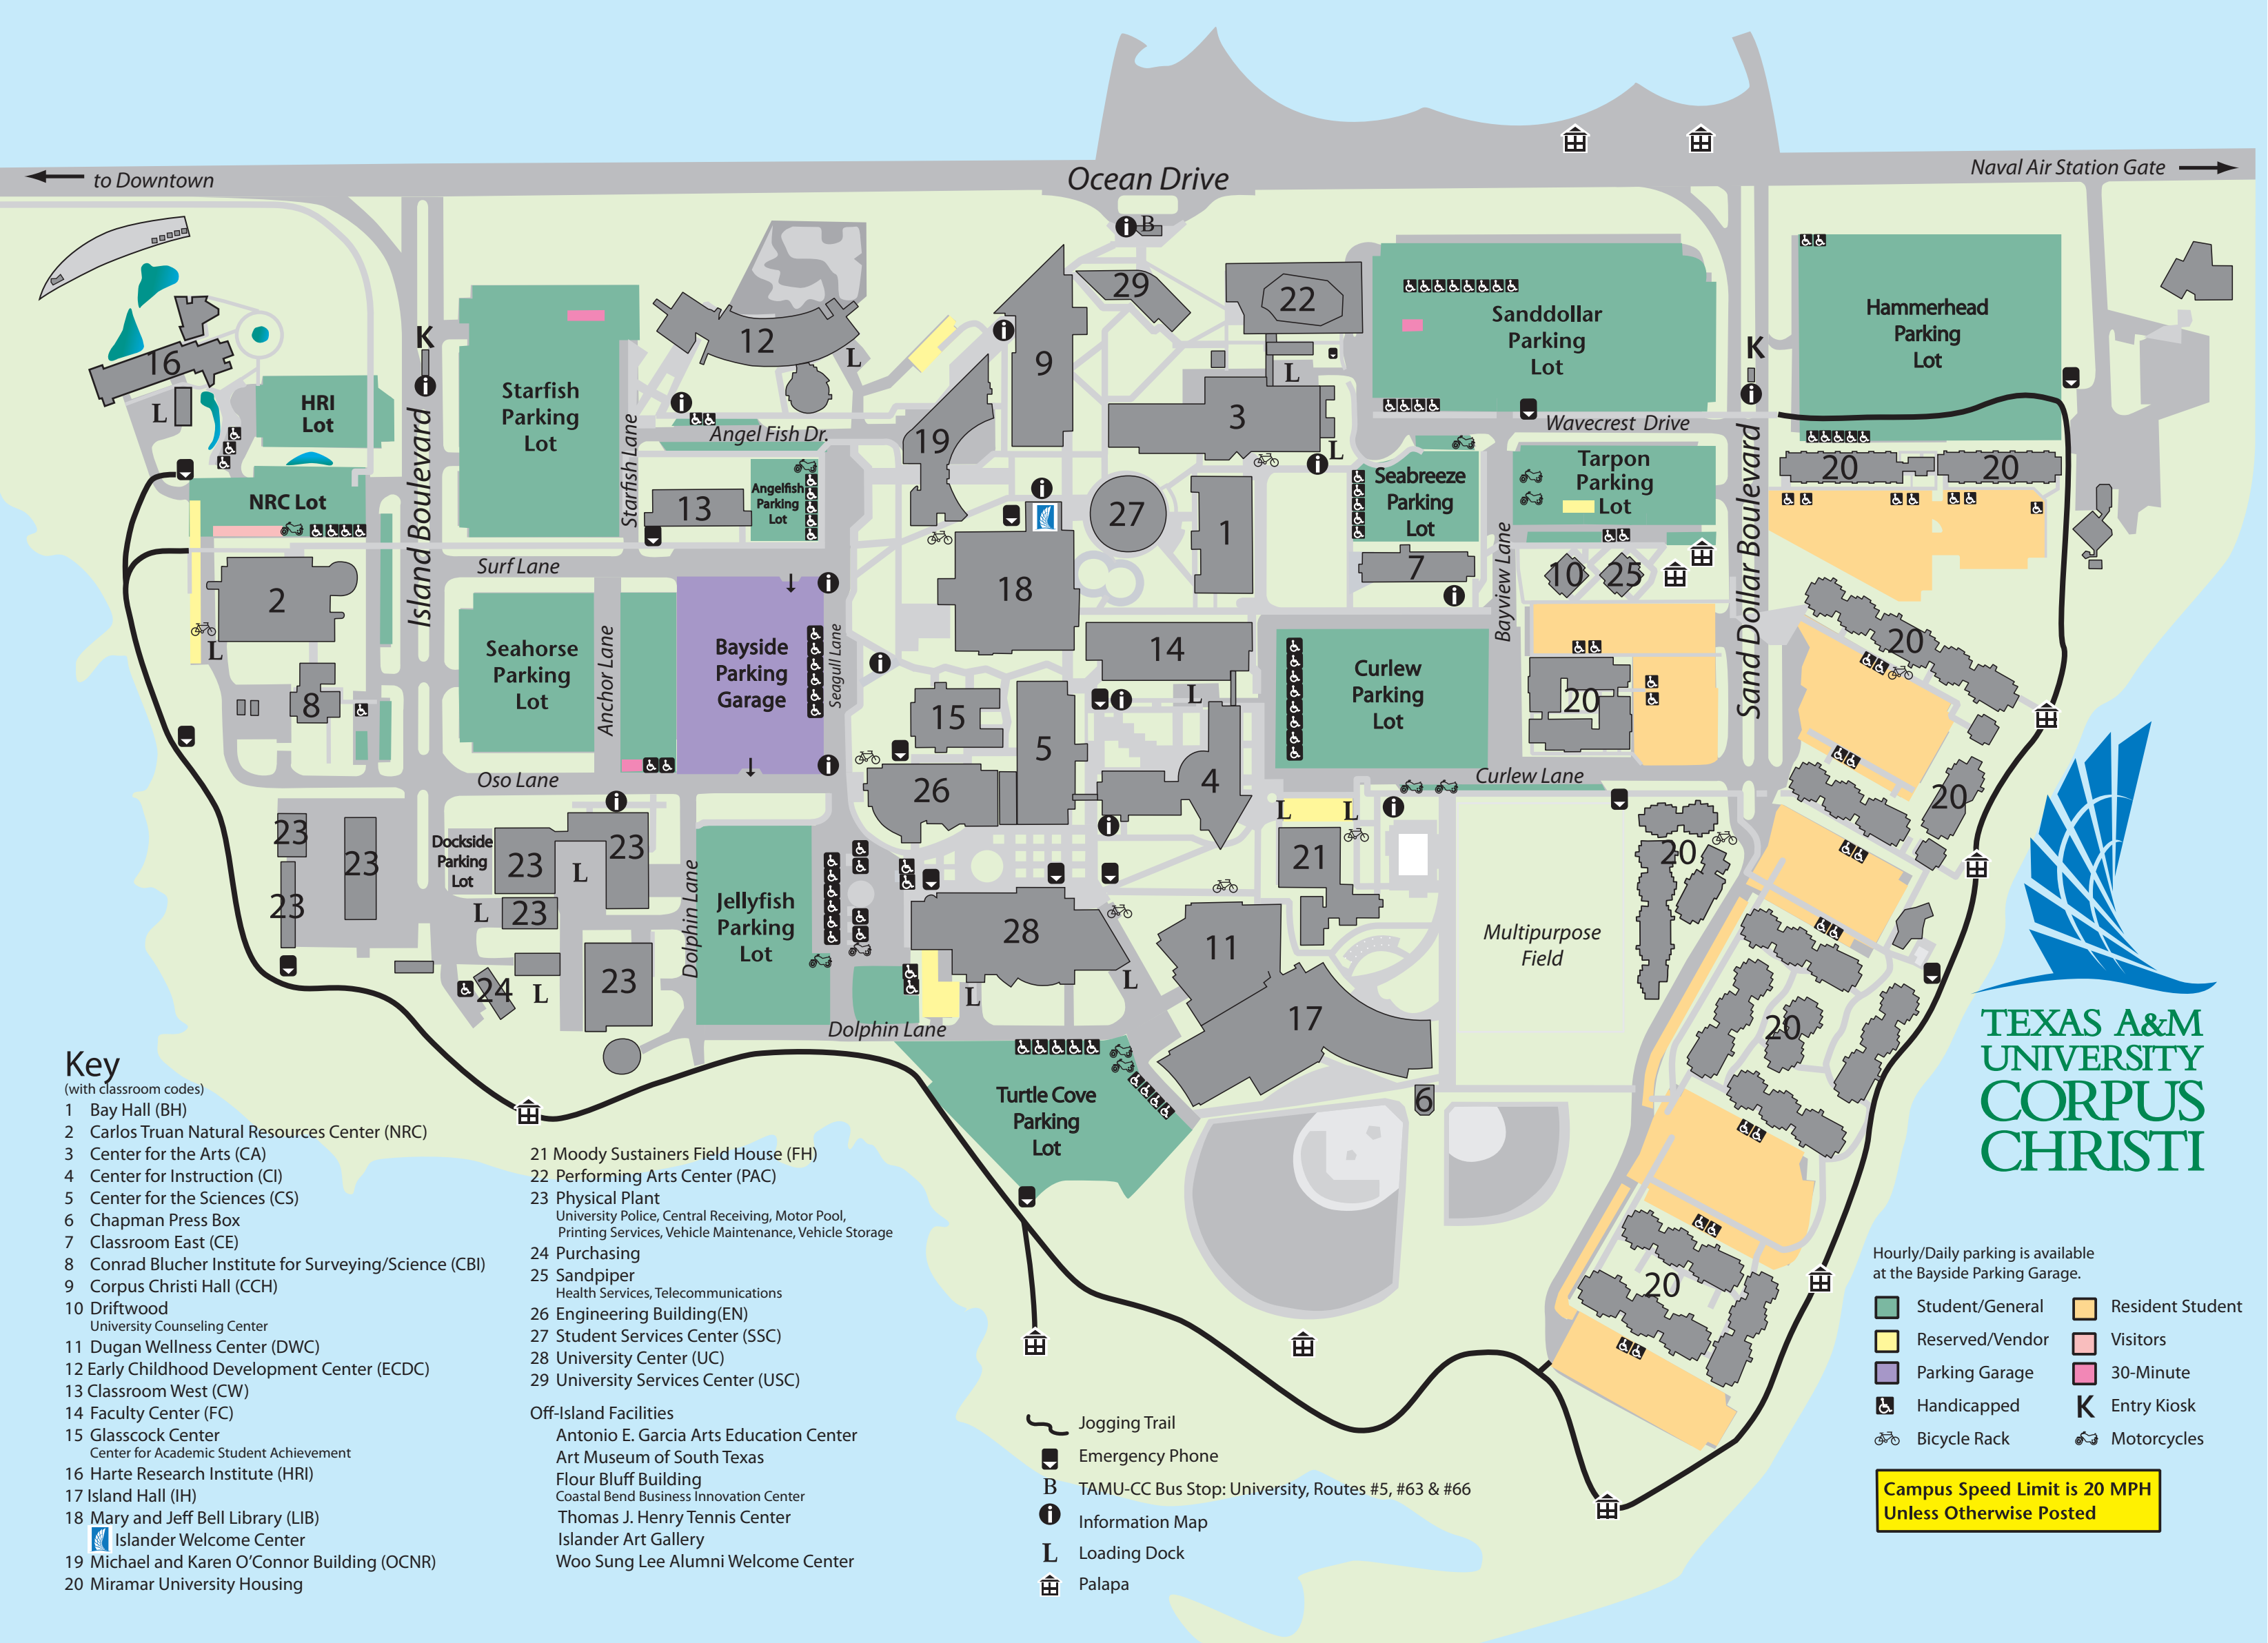 to Downtown
Ocean Drive
Naval Air Station Gate
B
29
22
12
9
16
K
K
L
L
L
L
3
19
Sanddollar
Parking
Lot
Hammerhead
Parking
Lot
Starfish
Parking
Lot
HRI
Lot
Island Boulevard
Starfish Lane
Angel Fish Dr.
Wavecrest Drive
Sand Dollar Boulevard
NRC Lot
13
Angelfish
Parking
Lot
27
1
Seabreeze
Parking
Lot
Tarpon
Parking
Lot
20
20
Surf Lane
2
L
18
7
Bayview Lane
10
25
8
Seahorse
Parking
Lot
Anchor Lane
Bayside
Parking
Garage
Seagull Lane
14
L
15
5
Curlew
Parking
Lot
20
20
20
Oso Lane
26
4
Curlew Lane
L
L
23
23
23
Dockside
Parking
Lot
23
23
L
L
23
Dolphin Lane
Jellyfish
Parking
Lot
21
20
28
11
Multipurpose
Field
24
L
23
L
L
17
20
Dolphin Lane
Turtle Cove
Parking
Lot
6
20
TEXAS A&M
UNIVERSITY
CORPUS
CHRISTI
Key
(with classroom codes)
1 Bay Hall (BH)
2 Carlos Truan Natural Resources Center (NRC)
3 Center for the Arts (CA)
4 Center for Instruction (CI)
5 Center for the Sciences (CS)
6 Chapman Press Box
7 Classroom East (CE)
8 Conrad Blucher Institute for Surveying/Science (CBI)
9 Corpus Christi Hall (CCH)
10 Driftwood
University Counseling Center
11 Dugan Wellness Center (DWC)
12 Early Childhood Development Center (ECDC)
13 Classroom West (CW)
14 Faculty Center (FC)
15 Glasscock Center
Center for Academic Student Achievement
16 Harte Research Institute (HRI)
17 Island Hall (IH)
18 Mary and Jeff Bell Library (LIB)
Islander Welcome Center
19 Michael and Karen O'Connor Building (OCNR)
20 Miramar University Housing
21 Moody Sustainers Field House (FH)
22 Performing Arts Center (PAC)
23 Physical Plant
University Police, Central Receiving, Motor Pool,
Printing Services, Vehicle Maintenance, Vehicle Storage
24 Purchasing
25 Sandpiper
Health Services, Telecommunications
26 Engineering Building(EN)
27 Student Services Center (SSC)
28 University Center (UC)
29 University Services Center (USC)
Off-Island Facilities
Antonio E. Garcia Arts Education Center
Art Museum of South Texas
Flour Bluff Building
Coastal Bend Business Innovation Center
Thomas J. Henry Tennis Center
Islander Art Gallery
Woo Sung Lee Alumni Welcome Center
Jogging Trail
Emergency Phone
B TAMU-CC Bus Stop: University, Routes #5, #63 & #66
Information Map
L Loading Dock
Palapa
Hourly/Daily parking is available
at the Bayside Parking Garage.
Student/General
Resident Student
Reserved/Vendor
Visitors
Parking Garage
30-Minute
Handicapped
K Entry Kiosk
Bicycle Rack
Motorcycles
Campus Speed Limit is 20 MPH
Unless Otherwise Posted